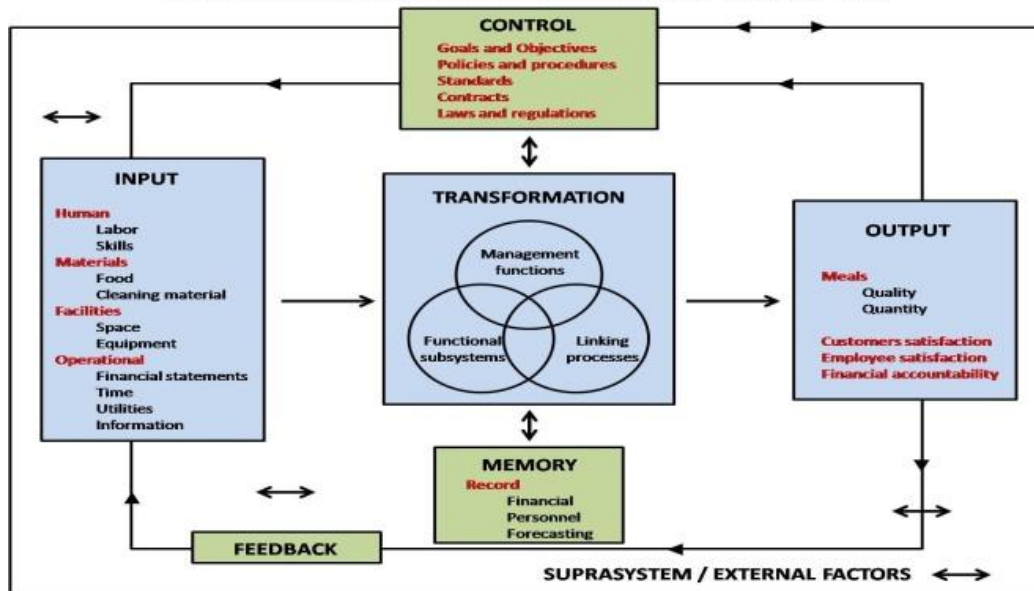 CONTROL
Goals and Objectives
Policies and procedures
Standards
Contracts
Laws and regulations
INPUT
Human
Labor
Skills
Materials
Food
Cleaning material
Facilities
Space
Equipment
Operational
Financial statements
Time
Utilities
Information
TRANSFORMATION
Management
functions
Functional
subsystems
Linking
processes
OUTPUT
Meals
Quality
Quantity
Customers satisfaction
Employee satisfaction
Financial accountability
MEMORY
Record
Financial
Personnel
Forecasting
FEEDBACK
SUPRASYSTEM / EXTERNAL FACTORS